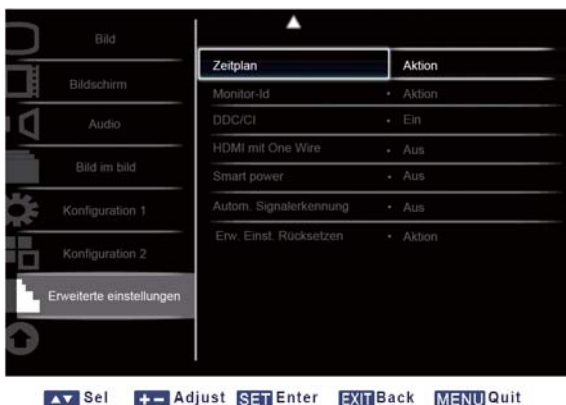 Bild
Bildschirm
Audio
Bild im bild
Konfiguration 1
Konfiguration 2
Erweiterte einstellungen
Zeitplan Aktion
Monitor-Id • Aktion
DDC/CI • Ein
HDMI mit One Wire • Aus
Smart power • Aus
Autom. Signalerkennung • Aus
Erw. Einst. Rücksetzen • Aktion
Sel Adjust SET Enter EXIT Back MENU Quit